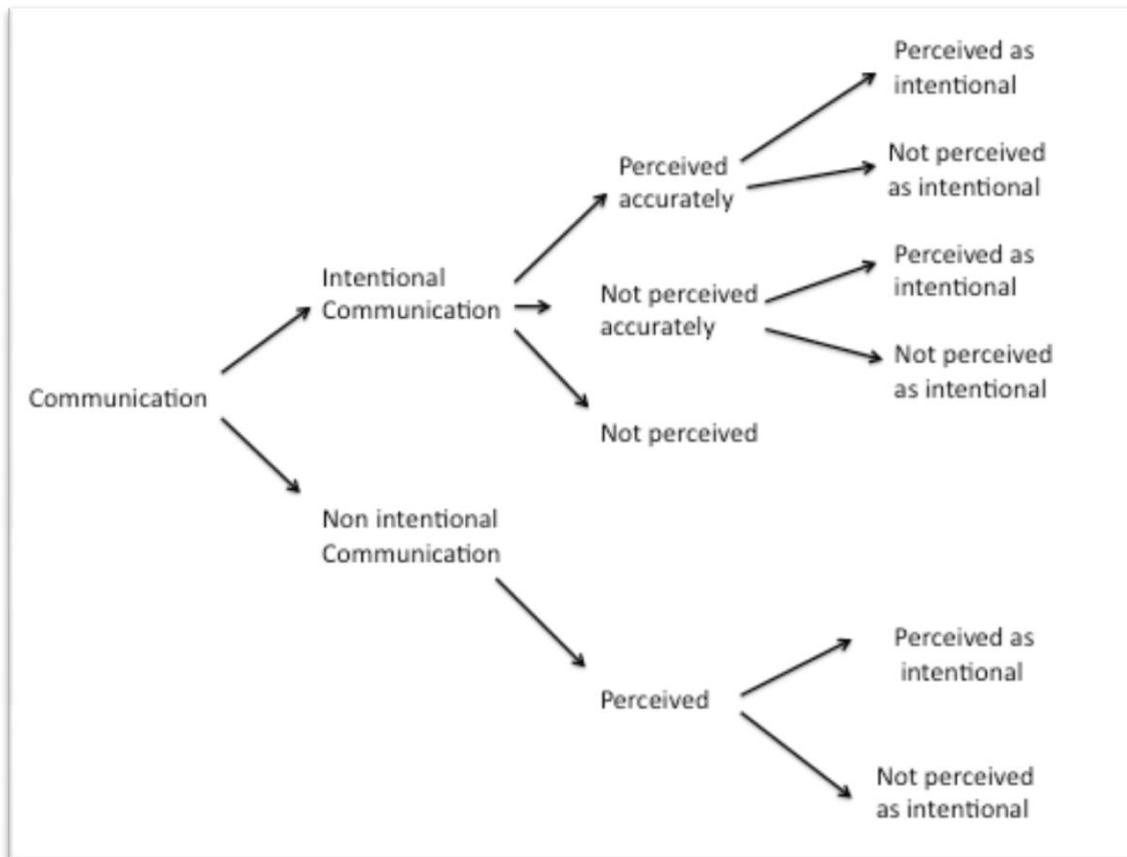 Communication
Intentional
Communication
Non intentional
Communication
Perceived
accurately
Not perceived
accurately
Not perceived
Perceived
Perceived as
intentional
Not perceived
as intentional
Perceived as
intentional
Not perceived
as intentional
Perceived as
intentional
Not perceived
as intentional